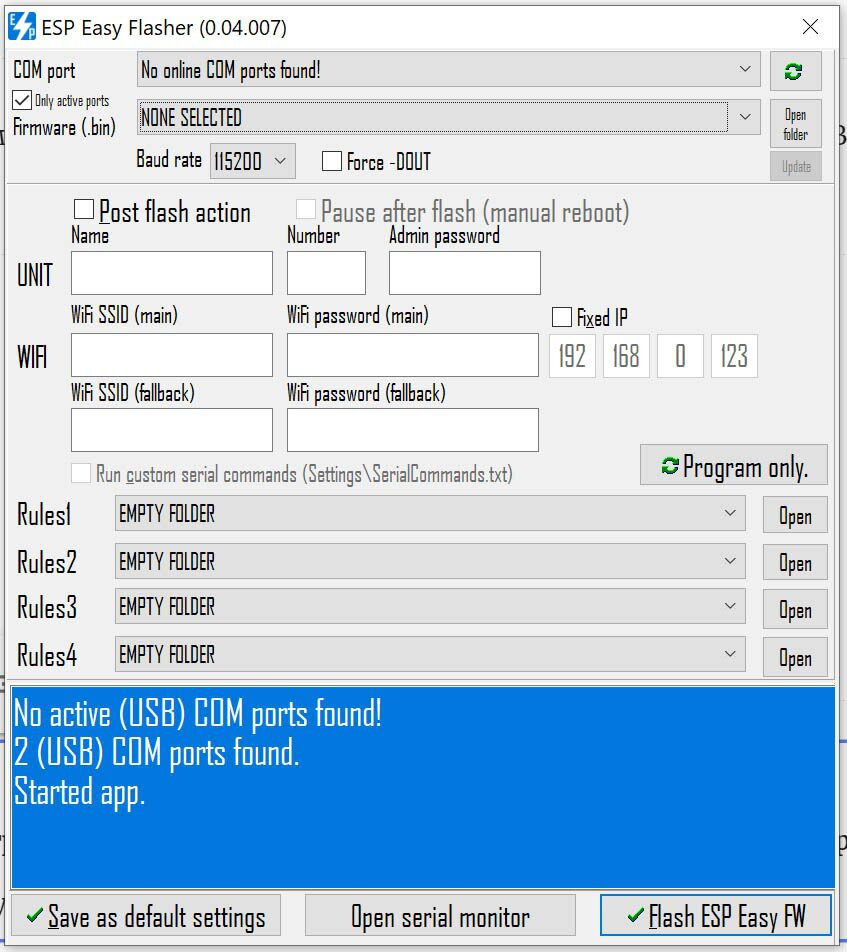 ESP Easy Flasher (0.04.007)
COM port
No online COM ports found!
Only active ports
Firmware (.bin)
NONE SELECTED
Open folder
Baud rate
115200
Force -DOUT
Update
Post flash action
Pause after flash (manual reboot)
Name
Number
Admin password
UNIT
WiFi SSID (main)
WiFi password (main)
Fixed IP
WIFI
192
168
0
123
WiFi SSID (fallback)
WiFi password (fallback)
Run custom serial commands (Settings\SerialCommands.txt)
Program only.
Rules1
EMPTY FOLDER
Open
Rules2
EMPTY FOLDER
Open
Rules3
EMPTY FOLDER
Open
Rules4
EMPTY FOLDER
Open
No active (USB) COM ports found!
2 (USB) COM ports found.
Started app.
Save as default settings
Open serial monitor
Flash ESP Easy FW